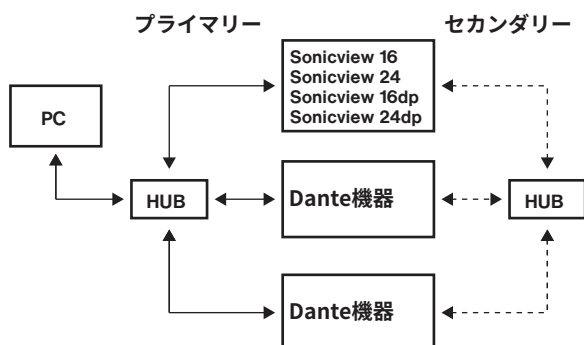 プライマリー
セカンダリー
Sonicview 16
Sonicview 24
Sonicview 16dp
Sonicview 24dp
PC
HUB
Dante機器
HUB
Dante機器